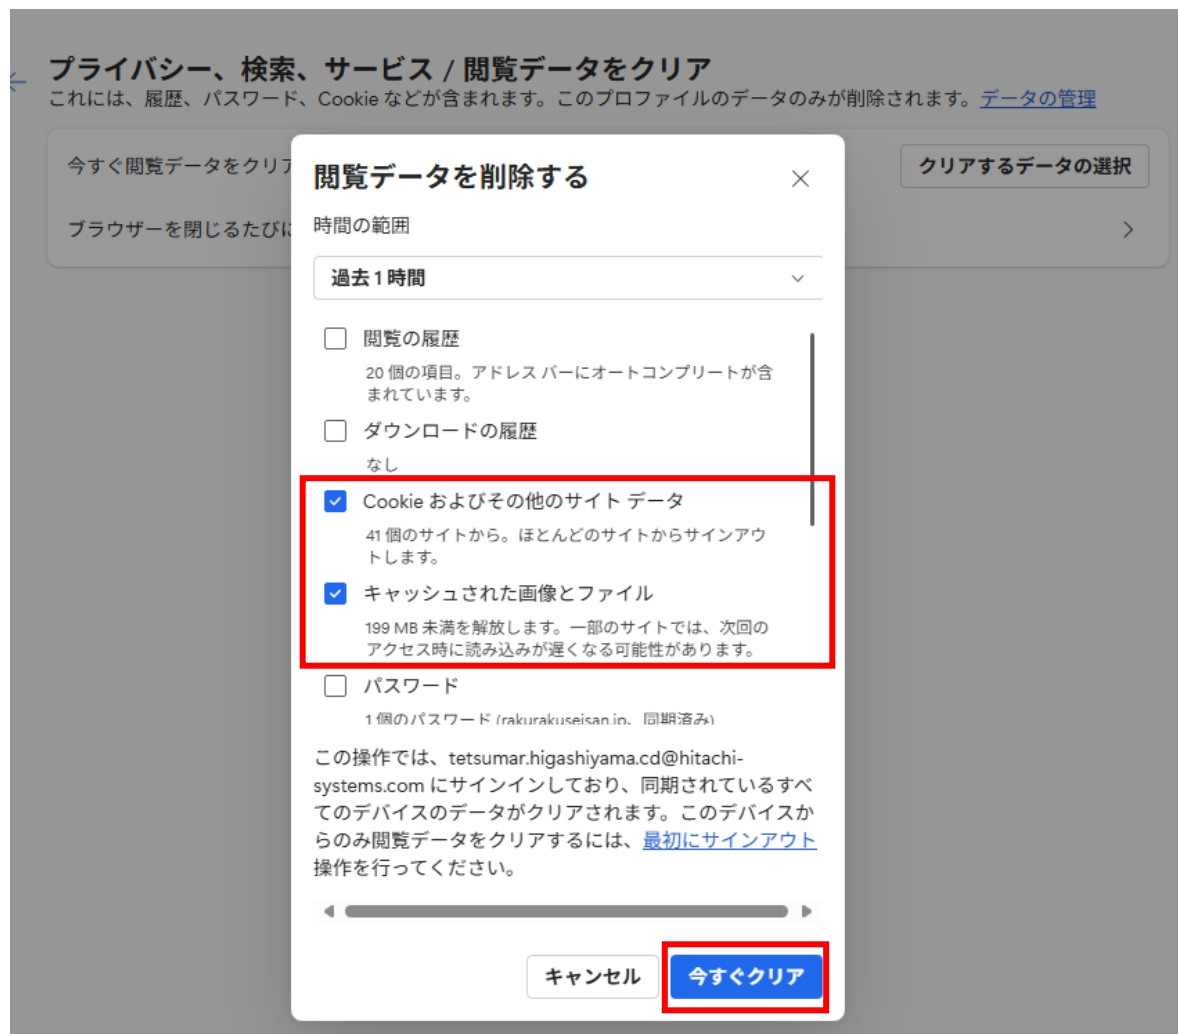 プライバシー、検索、サービス / 閲覧データをクリア
これには、履歴、パスワード、Cookie などが含まれます。このプロファイルのデータのみが削除されます。データの管理
今すぐ閲覧データをクリア
クリアするデータの選択
ブラウザーを閉じるたびに
閲覧データを削除する
時間の範囲
過去 1 時間
閲覧の履歴
20 個の項目。アドレス バーにオートコンプリートが含
まれています。
ダウンロードの履歴
なし
Cookie およびその他のサイト データ
41 個のサイトから。ほとんどのサイトからサインアウ
トします。
キャッシュされた画像とファイル
199 MB 未満を解放します。一部のサイトでは、次回の
アクセス時に読み込みが遅くなる可能性があります。
パスワード
1 個のパスワード (rakurakuseisan.jp、同期済み)
この操作では、tetsumar.higashiyama.cd@hitachi-
systems.com にサインインしており、同期されているすべ
てのデバイスのデータがクリアされます。このデバイスか
らのみ閲覧データをクリアするには、最初にサインアウト
操作を行ってください。
キャンセル
今すぐクリア